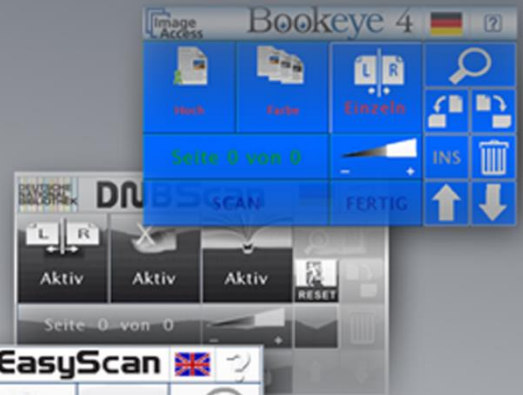 Image
Access
Bookeye 4
?
L R
Hoch
Farbe
Einzeln
Seite 0 von 0
- +
INS
SCAN
FERTIG
DEUTSCHE
NATIONAL
BIBLIOTHEK
DNBScan
L R
Aktiv
Aktiv
Aktiv
RESET
Seite 0 von 0
- +
EasyScan
?